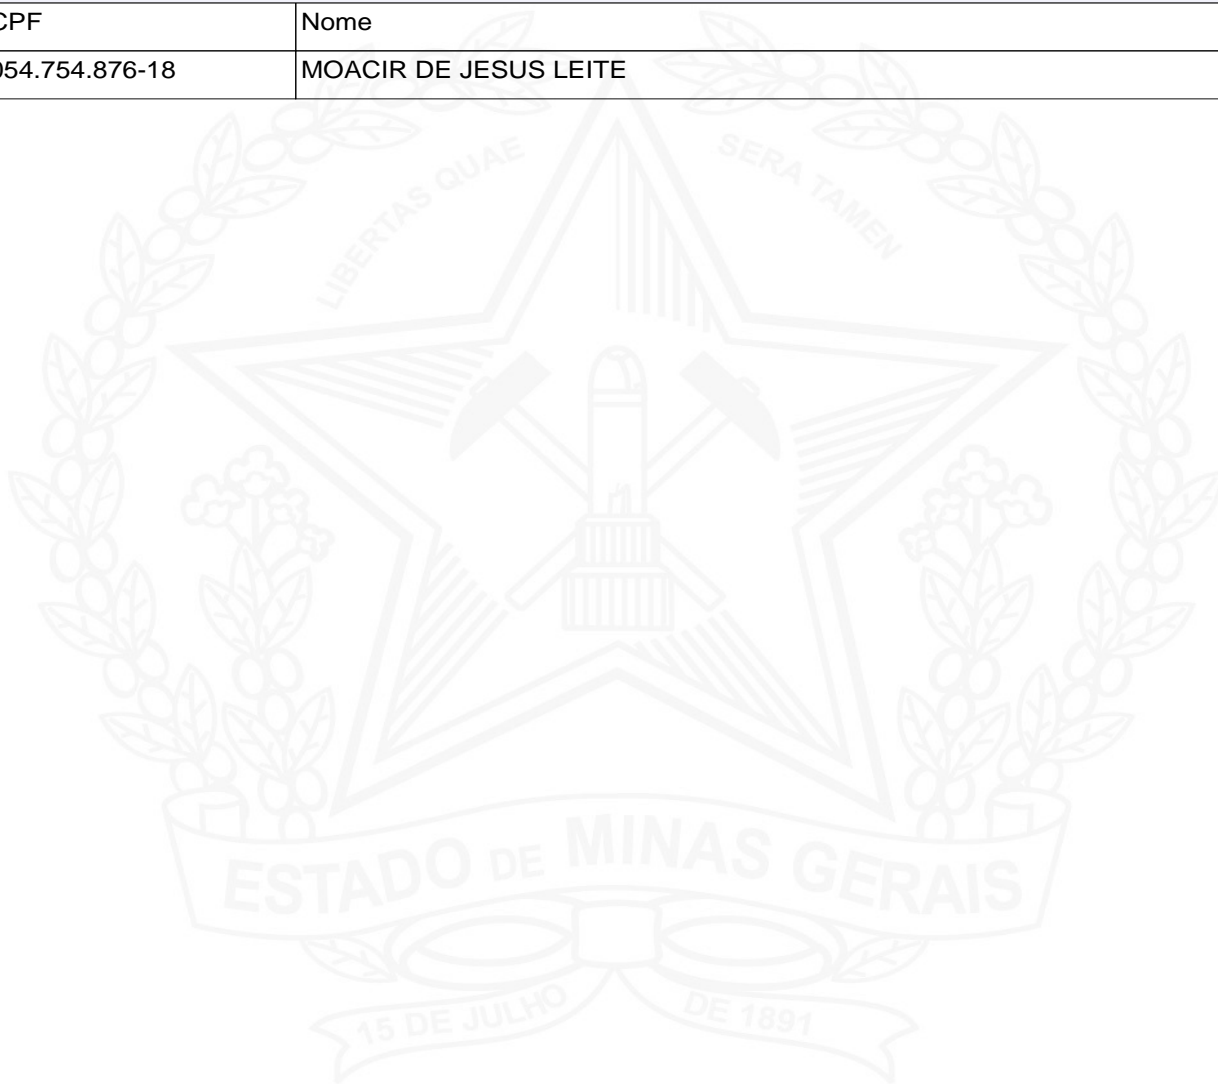 CPF Nome
054.754.876-18 MOACIR DE JESUS LEITE
LIBERTAS QUAE SERA TAMEN
ESTADO DE MINAS GERAIS
15 DE JULHO DE 1891